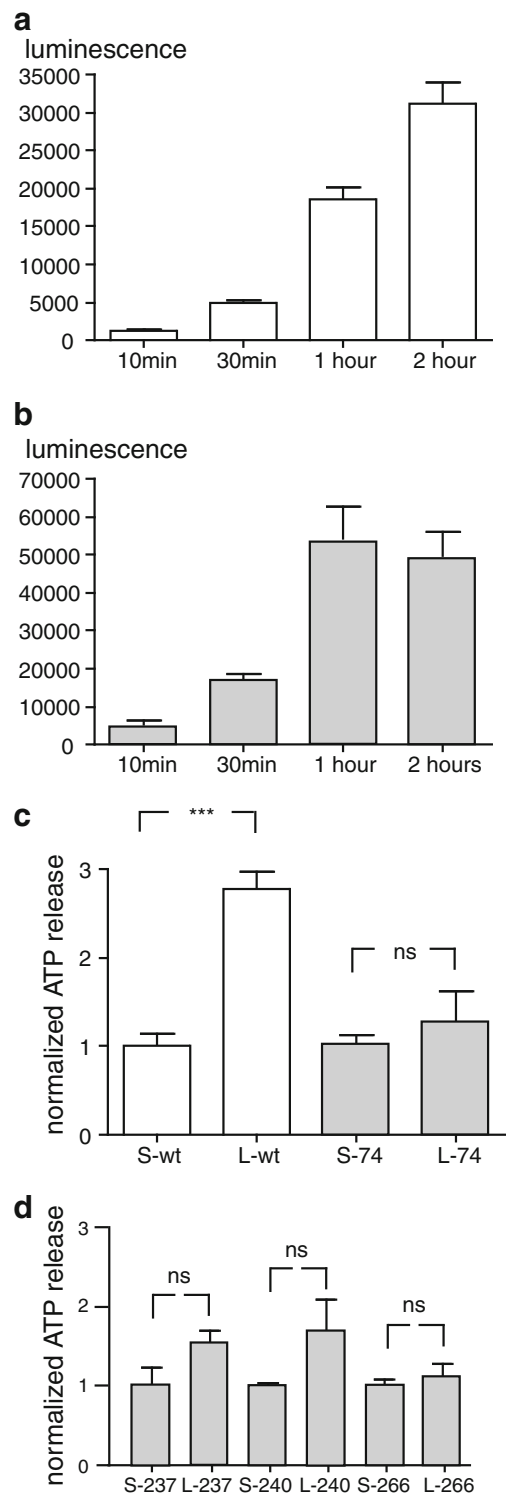 a
luminescence
35000
30000
25000
20000
15000
10000
5000
0
10min 30min 1 hour 2 hour
b
luminescence
70000
60000
50000
40000
30000
20000
10000
0
10min 30min 1 hour 2 hours
c
***
normalized ATP release
3
2
1
0
ns
S-wt L-wt S-74 L-74
d
normalized ATP release
3
2
1
0
ns ns ns
S-237 L-237 S-240 L-240 S-266 L-266